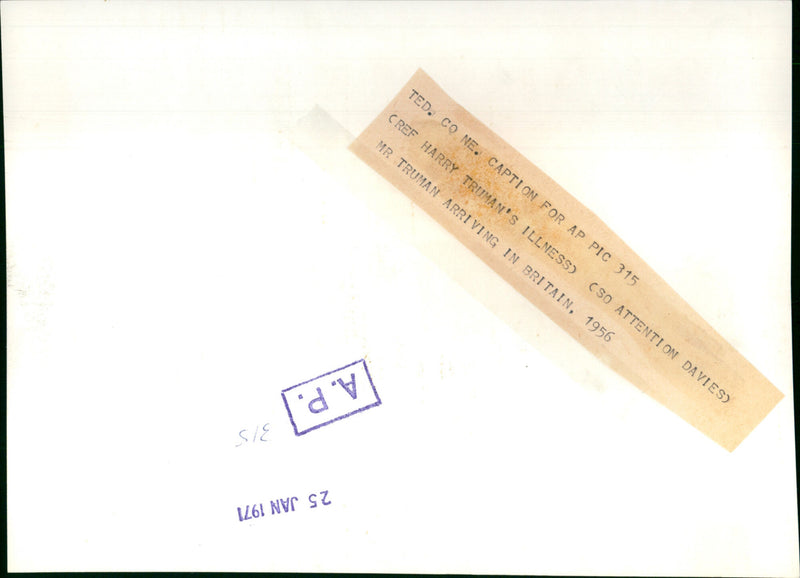 TED. CQ NE. CAPTION FOR AP PIC 315
(REF HARRY TRUMAN'S ILLNESS) (SO ATTENTION DAVIES)
MR TRUMAN ARRIVING IN BRITAIN, 1956
A.P.
315
25 JAN 1971